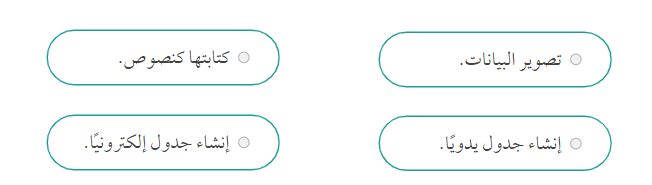 تصوير البيانات.
كتابتها كنصوص.
إنشاء جدول يدويًا.
إنشاء جدول إلكترونيًا.